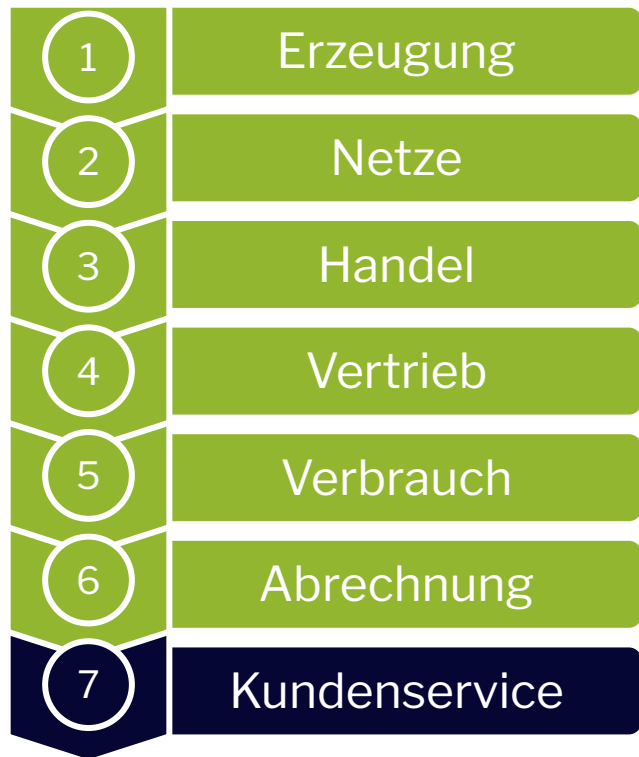 1 Erzeugung
2 Netze
3 Handel
4 Vertrieb
5 Verbrauch
6 Abrechnung
7 Kundenservice